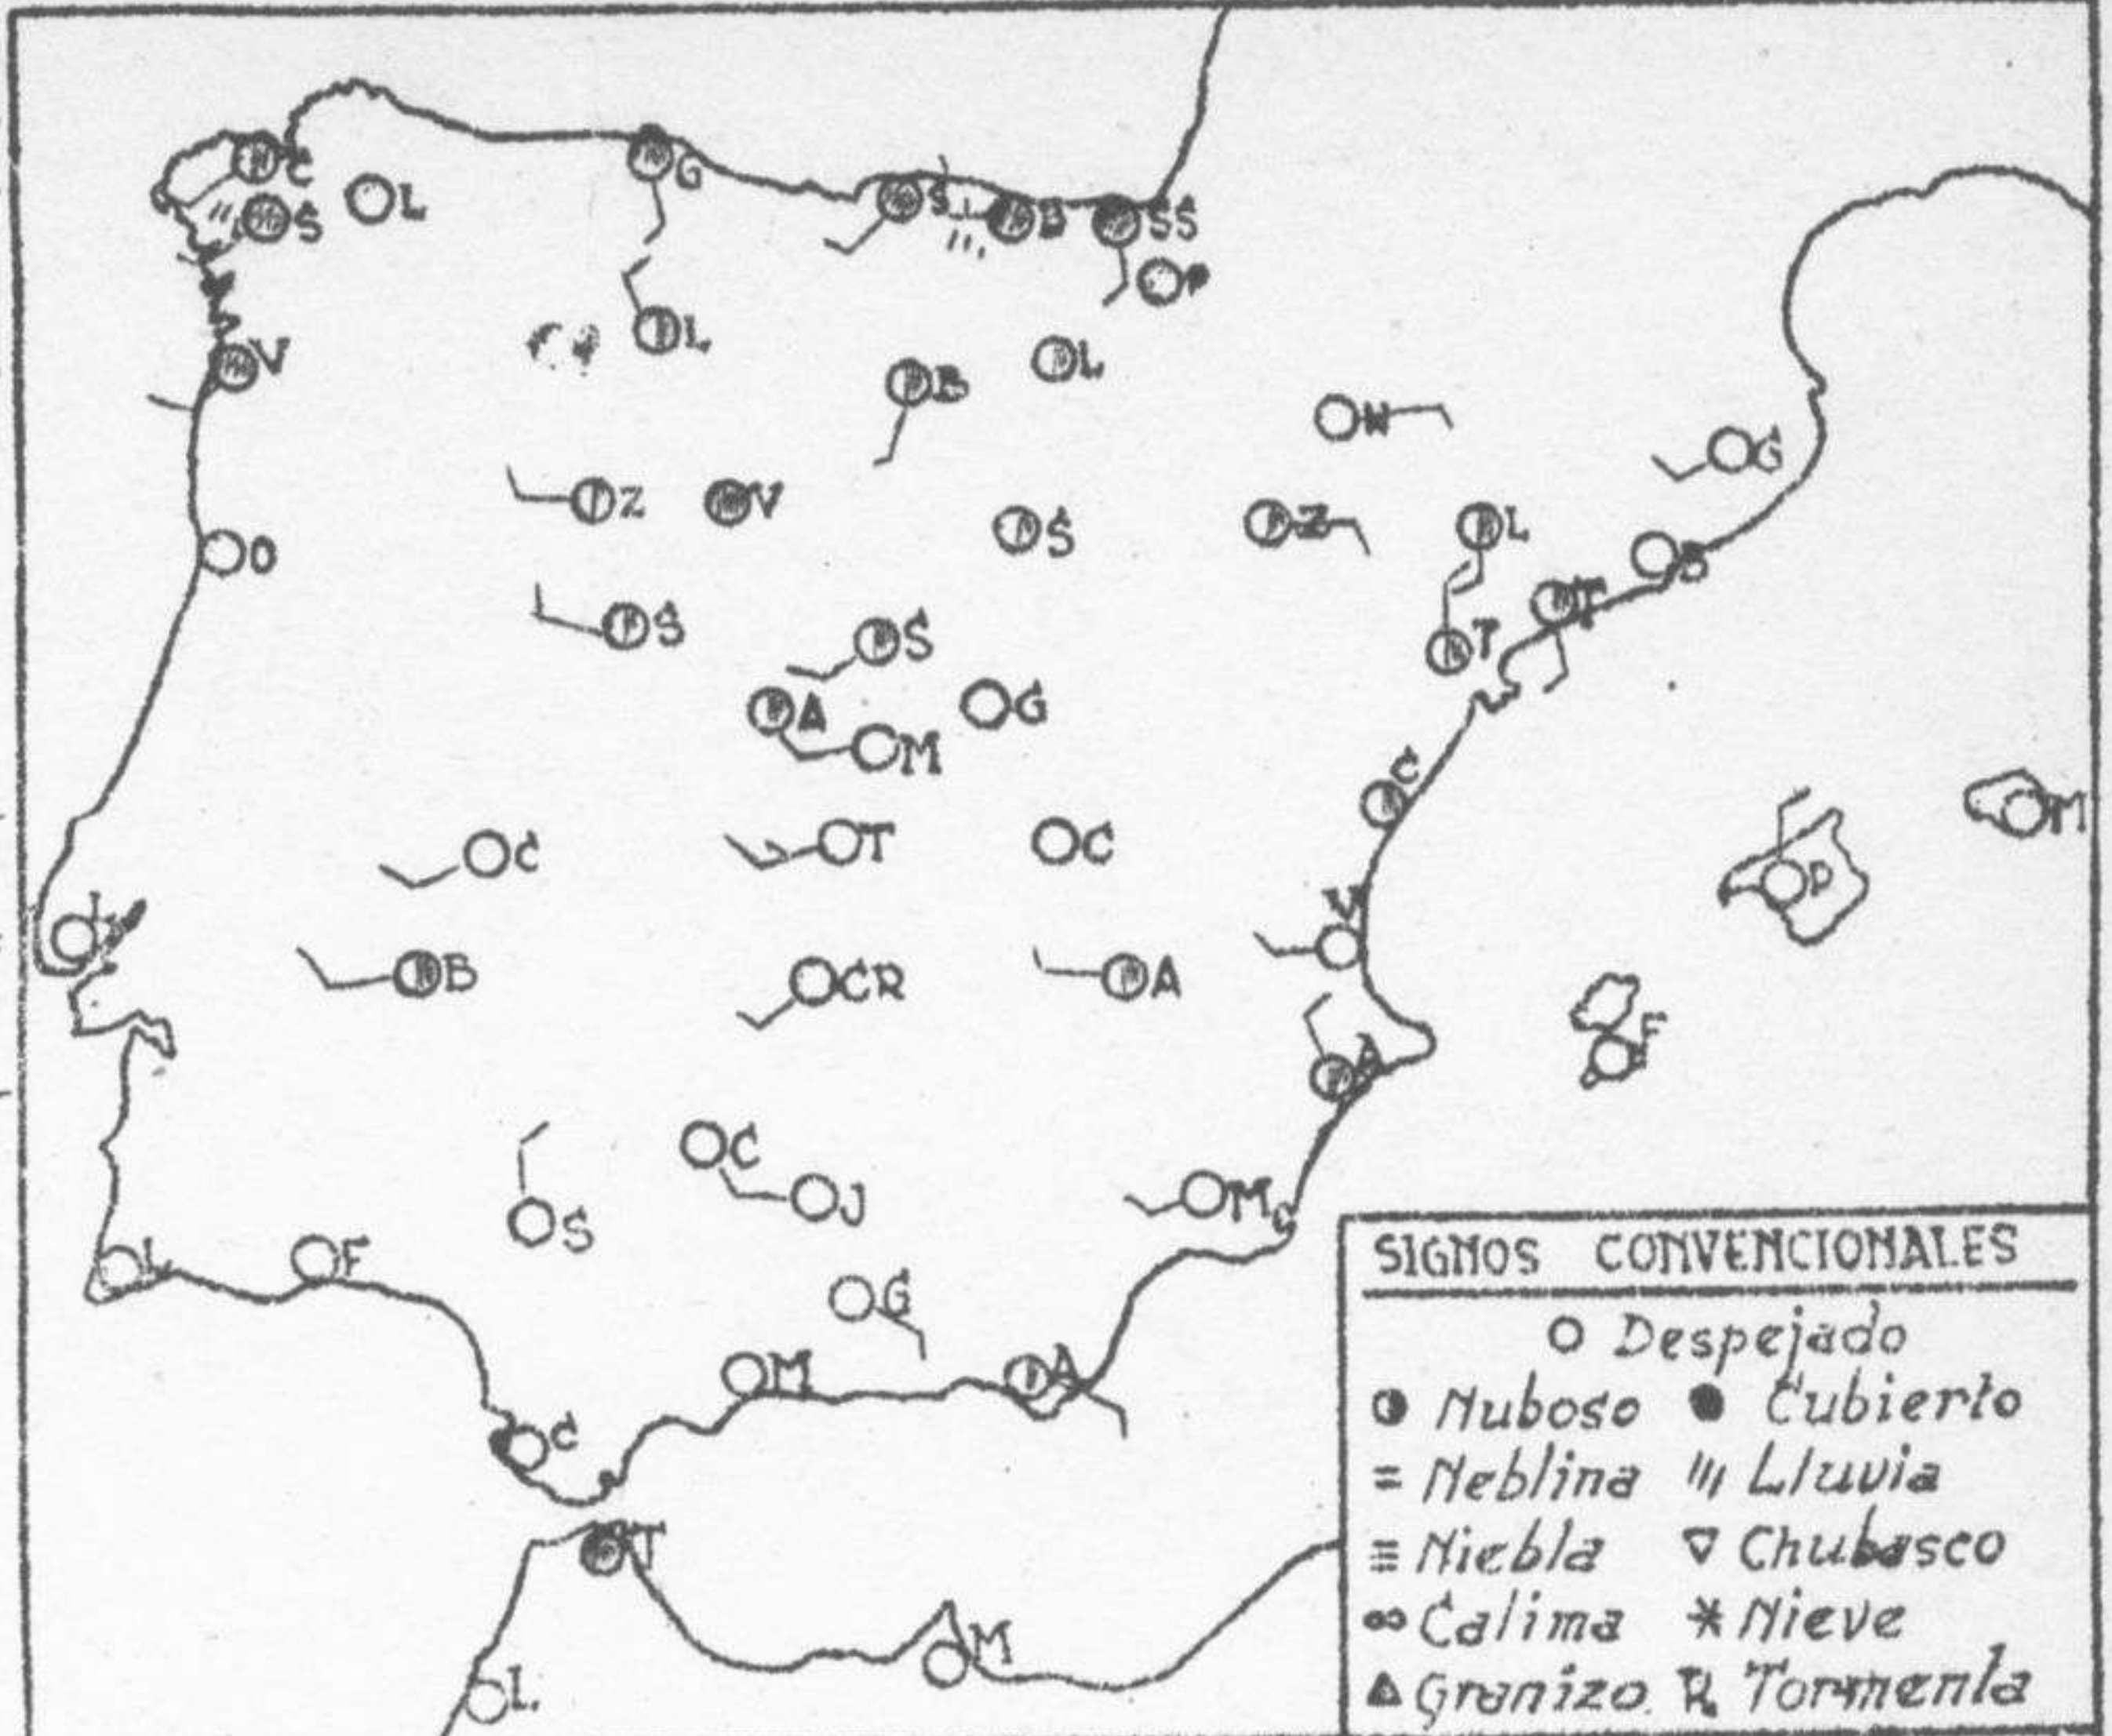 C
G
S L
S B SS
P
L
V
B L
N
G
Z V
S Z L
O
B
S S T
T
A G
M
C
M
C T C
P
V
L
B CR A
F
A
C
S J M
C
L F
G
M A
C
T
M
L.
SIGNOS CONVENCIONALES
Despejado
Nuboso Cubierto
= Neblina /// Lluvia
≡ Niebla ▽ Chubasco
∞ Calima * Nieve
▲ Granizo. Tormenta